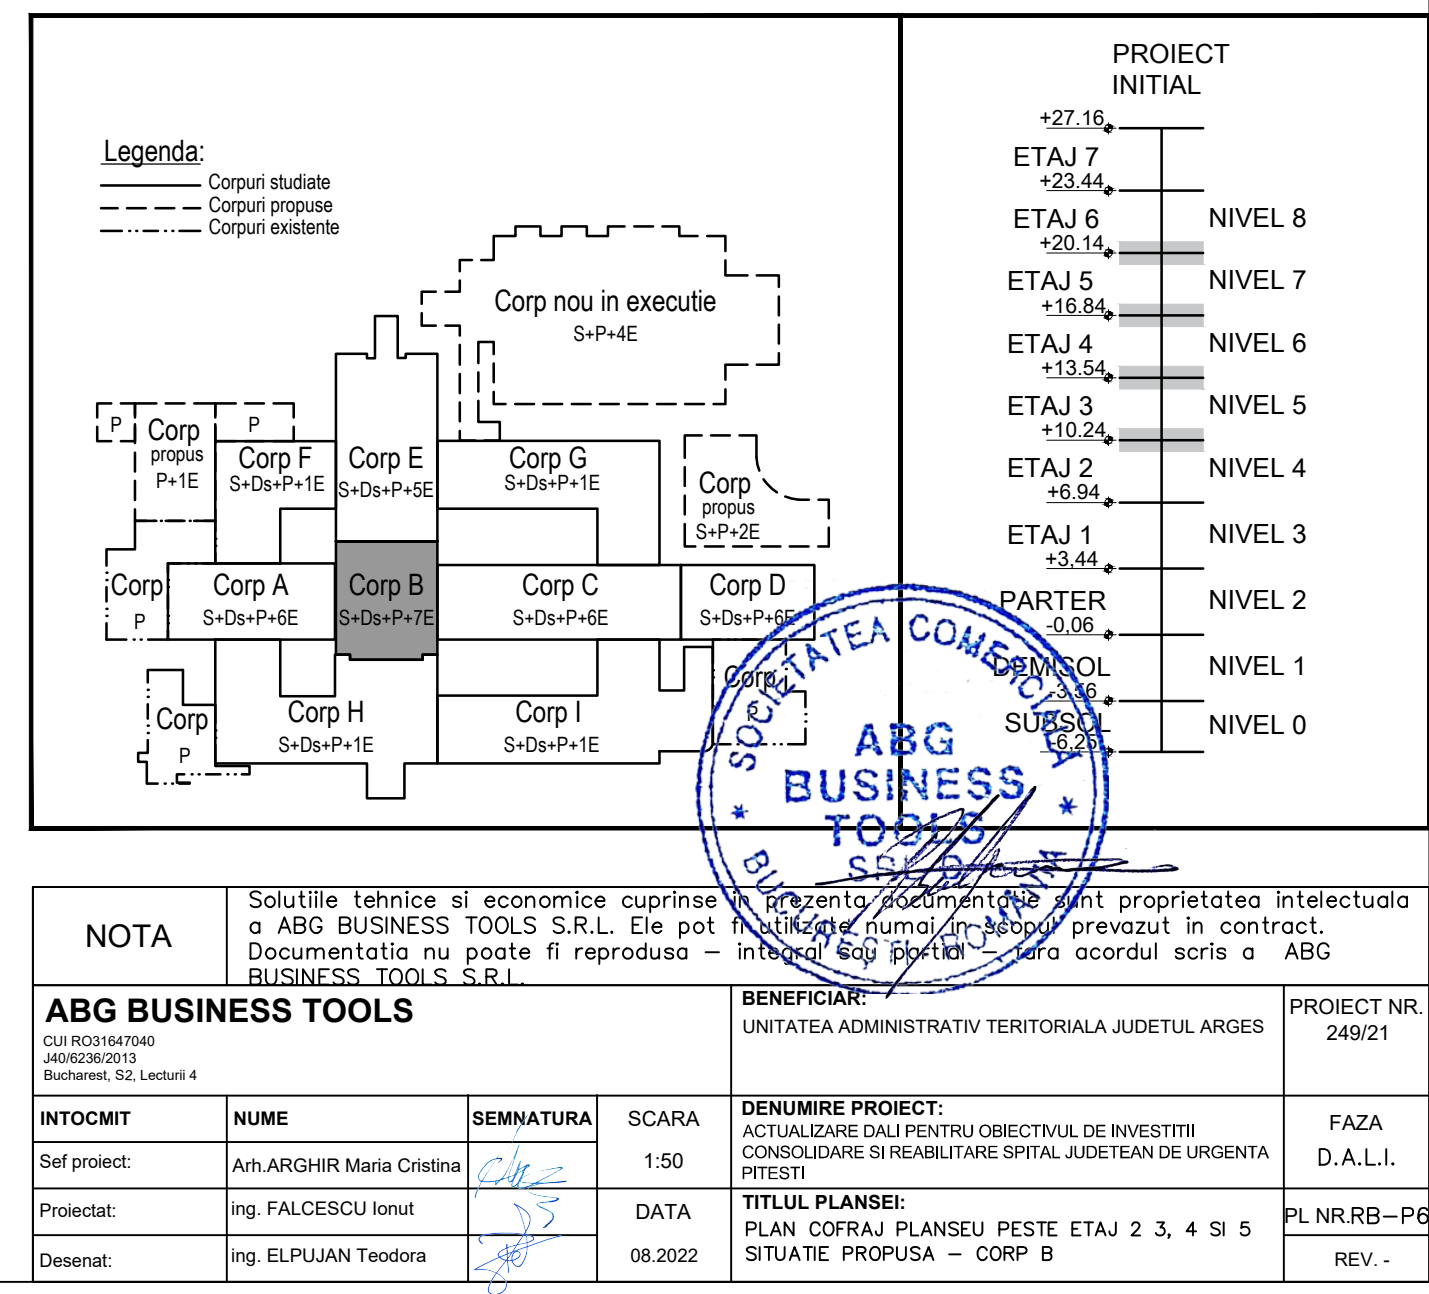 Legenda:
Corpuri studiate
Corpuri propuse
Corpuri existente
Corp nou in executie
S+P+4E
P
Corp
propus
P+1E
P
Corp F
S+Ds+P+1E
Corp E
S+Ds+P+5E
Corp G
S+Ds+P+1E
Corp
propus
S+P+2E
Corp
P
Corp A
S+Ds+P+6E
Corp B
S+Ds+P+7E
Corp C
S+Ds+P+6E
Corp D
S+Ds+P+6E
Corp
P
Corp
P
Corp H
S+Ds+P+1E
Corp I
S+Ds+P+1E
PROIECT
INITIAL
+27.16
ETAJ 7
+23.44
ETAJ 6
NIVEL 8
+20.14
ETAJ 5
NIVEL 7
+16.84
ETAJ 4
NIVEL 6
+13.54
ETAJ 3
NIVEL 5
+10.24
ETAJ 2
NIVEL 4
+6.94
ETAJ 1
NIVEL 3
+3,44
PARTER
NIVEL 2
-0,06
DEMISOL
NIVEL 1
-3.56
SUBSOL
NIVEL 0
-6,25
SOCIETATEA COMERCIALA
ABG
BUSINESS
TOOLS
SRL-D
BUCUREȘTI - ROMÂNIA
NOTA
Solutiile tehnice si economice cuprinse in prezenta documentatie sunt proprietatea intelectuala
a ABG BUSINESS TOOLS S.R.L. Ele pot fi utilizate numai in scopul prevazut in contract.
Documentatia nu poate fi reprodusa – integral sau partial – fara acordul scris a ABG
BUSINESS TOOLS S.R.L.
ABG BUSINESS TOOLS
CUI RO31647040
J40/6236/2013
Bucharest, S2, Lecturii 4
BENEFICIAR:
UNITATEA ADMINISTRATIV TERITORIALA JUDETUL ARGES
PROIECT NR.
249/21
INTOCMIT
NUME
SEMNATURA
SCARA
1:50
DENUMIRE PROIECT:
ACTUALIZARE DALI PENTRU OBIECTIVUL DE INVESTITII
CONSOLIDARE SI REABILITARE SPITAL JUDETEAN DE URGENTA
PITESTI
FAZA
D.A.L.I.
Sef proiect:
Arh.ARGHIR Maria Cristina
Proiectat:
ing. FALCESCU Ionut
DATA
08.2022
TITLUL PLANSEI:
PLAN COFRAJ PLANSEU PESTE ETAJ 2 3, 4 SI 5
SITUATIE PROPUSA – CORP B
PL NR.RB–P6
Desenat:
ing. ELPUJAN Teodora
REV. -